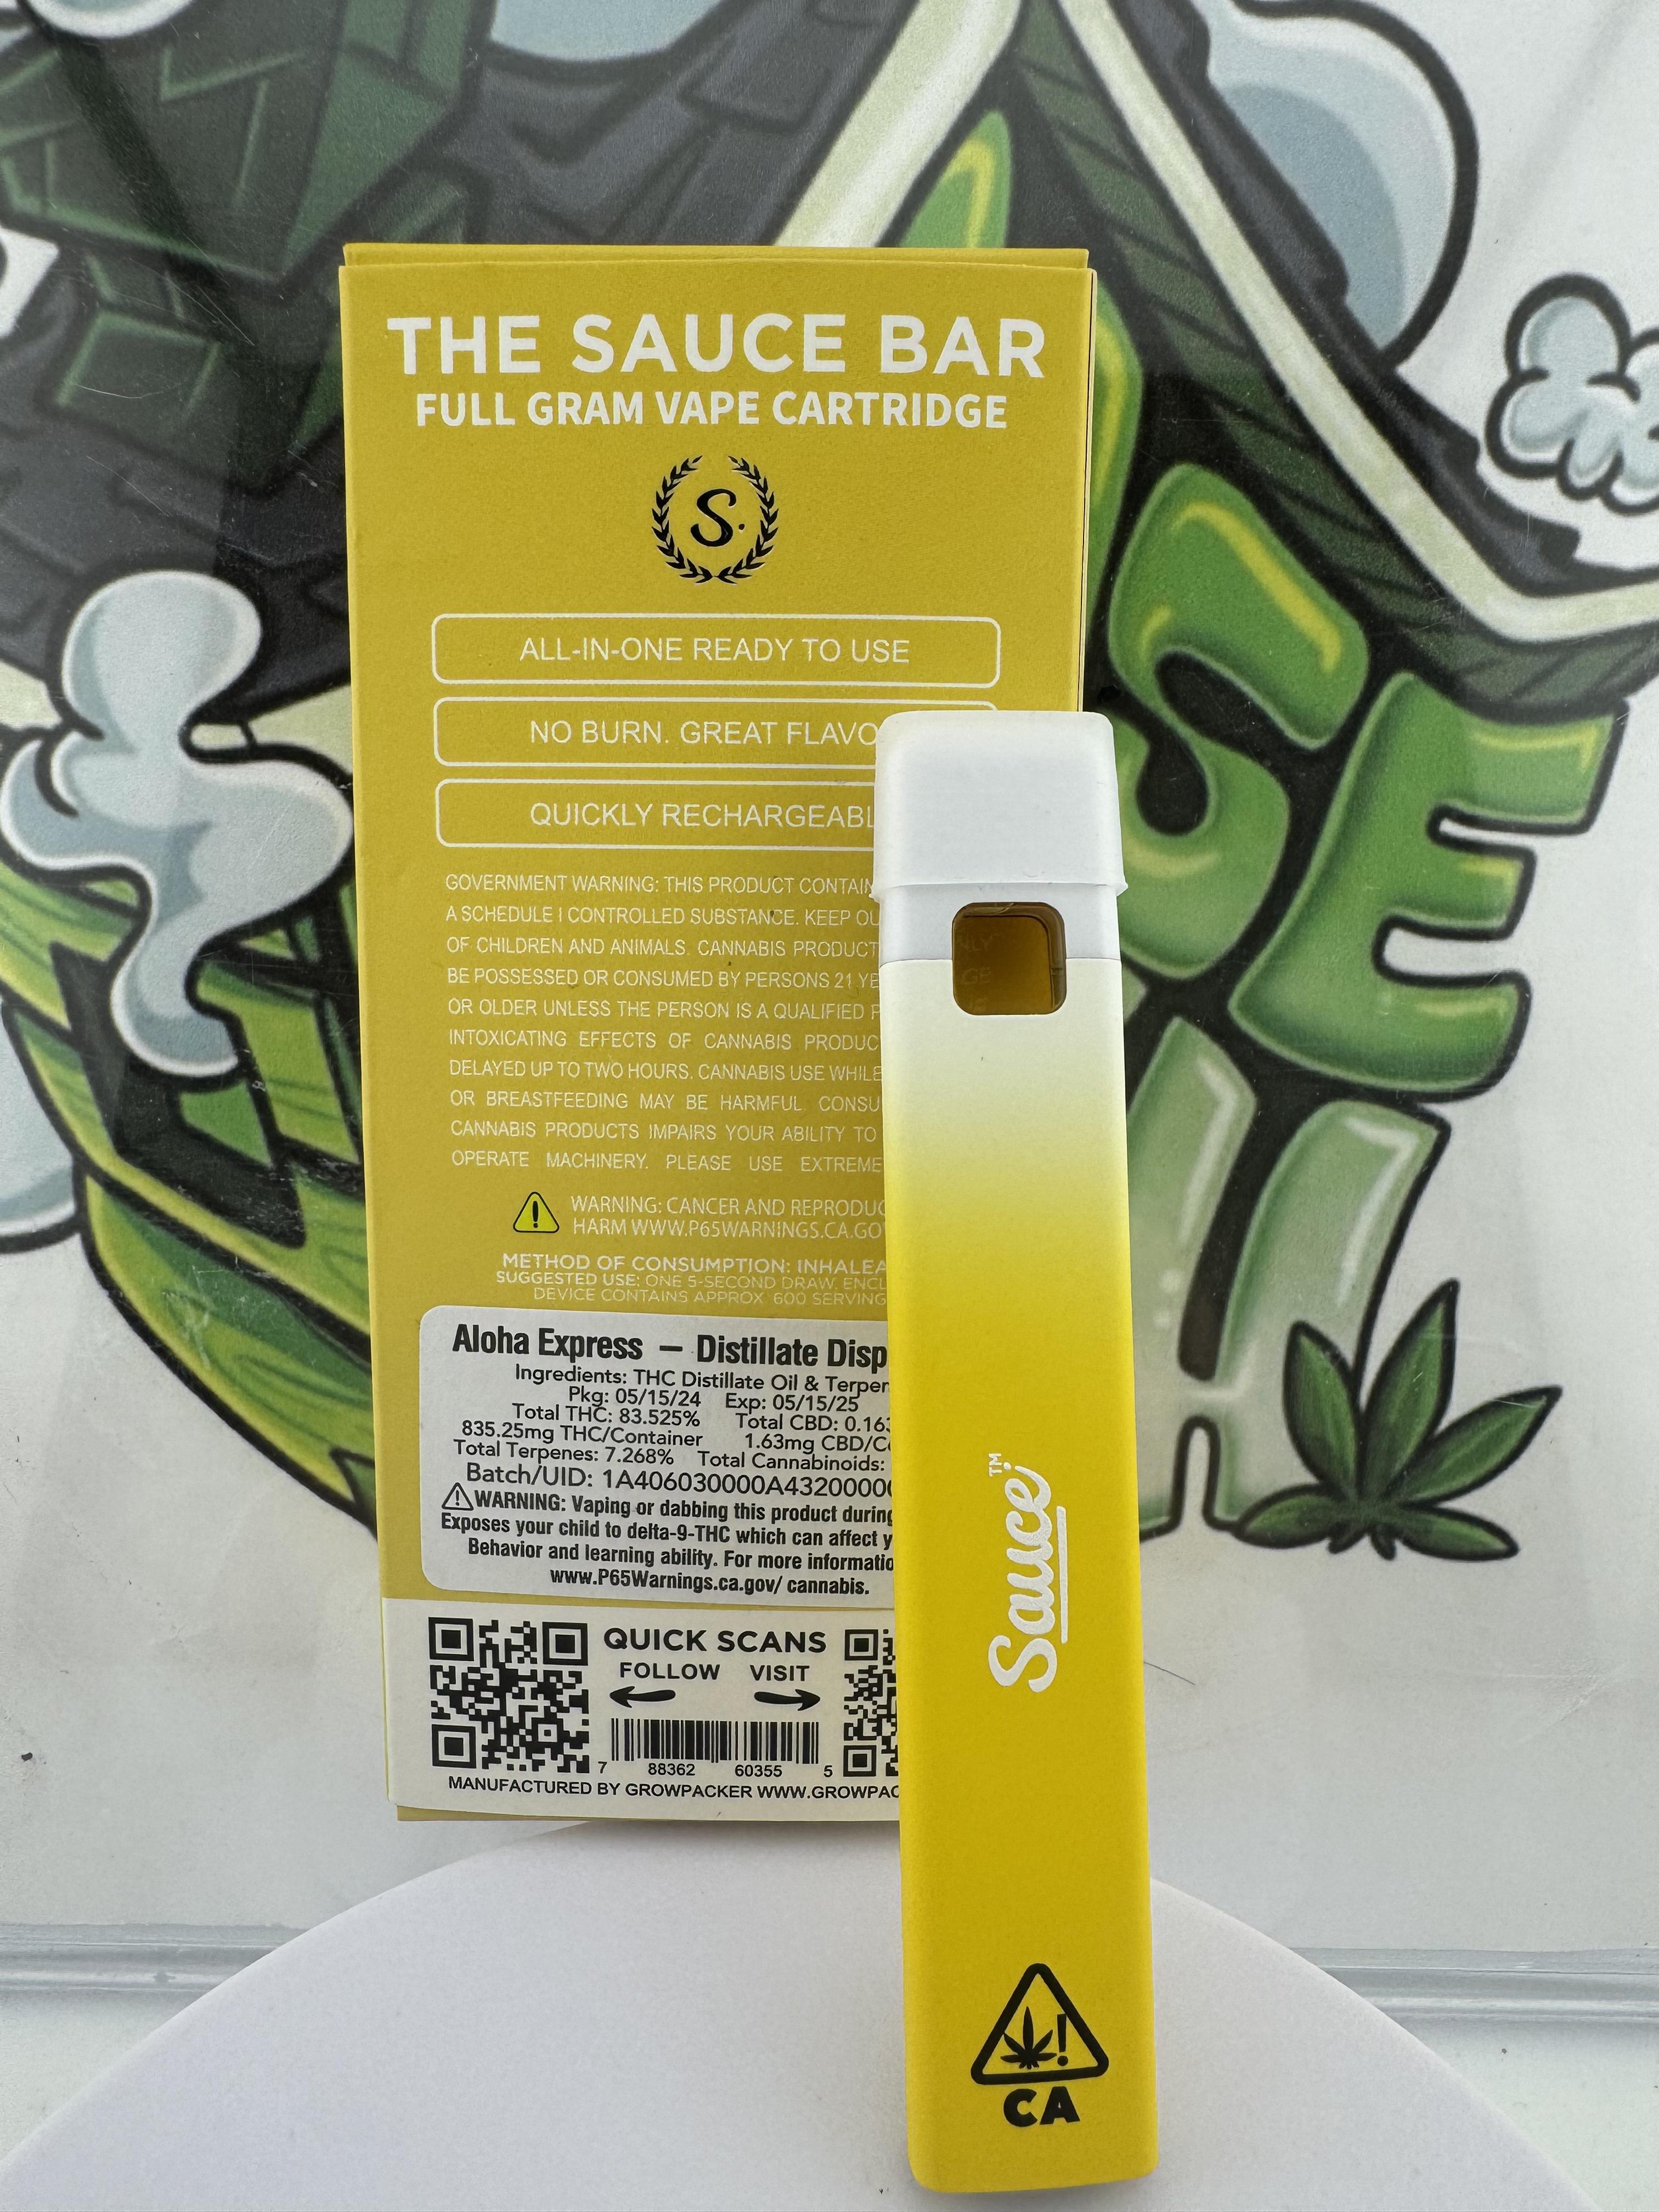 THE SAUCE BAR
FULL GRAM VAPE CARTRIDGE
S.
ALL-IN-ONE READY TO USE
NO BURN. GREAT FLAVO
QUICKLY RECHARGEABL
GOVERNMENT WARNING: THIS PRODUCT CONTAIN
A SCHEDULE I CONTROLLED SUBSTANCE. KEEP OU
OF CHILDREN AND ANIMALS. CANNABIS PRODUCT
BE POSSESSED OR CONSUMED BY PERSONS 21 YE
OR OLDER UNLESS THE PERSON IS A QUALIFIED P
INTOXICATING EFFECTS OF CANNABIS PRODUC
DELAYED UP TO TWO HOURS. CANNABIS USE WHILE
OR BREASTFEEDING MAY BE HARMFUL CONSU
CANNABIS PRODUCTS IMPAIRS YOUR ABILITY TO
OPERATE MACHINERY. PLEASE USE EXTREME
WARNING: CANCER AND REPRODUC
HARM WWW.P65WARNINGS.CA.GOV
METHOD OF CONSUMPTION: INHALEA
SUGGESTED USE: ONE 5-SECOND DRAW. ENCL
DEVICE CONTAINS APPROX. 600 SERVING
Aloha Express — Distillate Disp
Ingredients: THC Distillate Oil & Terpen
Pkg: 05/15/24 Exp: 05/15/25
Total THC: 83.525% Total CBD: 0.163
835.25mg THC/Container 1.63mg CBD/Co
Total Terpenes: 7.268% Total Cannabinoids:
Batch/UID: 1A406030000A4320000
WARNING: Vaping or dabbing this product during
Exposes your child to delta-9-THC which can affect y
Behavior and learning ability. For more informatio
www.P65Warnings.ca.gov/ cannabis.
QUICK SCANS
FOLLOW VISIT
7 88362 60355 5
MANUFACTURED BY GROWPACKER WWW.GROWPAC
Sauce™
!
CA
SE